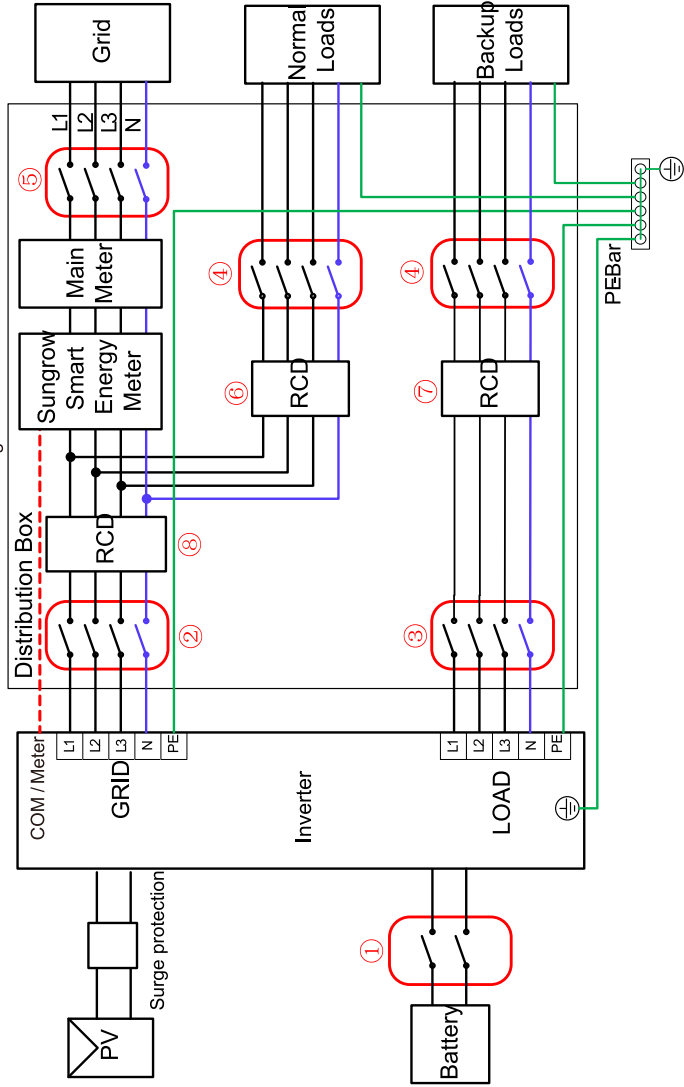 Grid
Normal
Loads
Backup
Loads
L1
L2
L3
N
⑤
Main
Meter
④
④
PE-Bar
Sungrow
Smart
Energy
Meter
⑥
RCD
⑦
RCD
Distribution Box
RCD
⑧
②
③
COM / Meter
L1
L2
L3
N
PE
GRID
Inverter
L1
L2
L3
N
PE
LOAD
Surge protection
①
PV
Battery